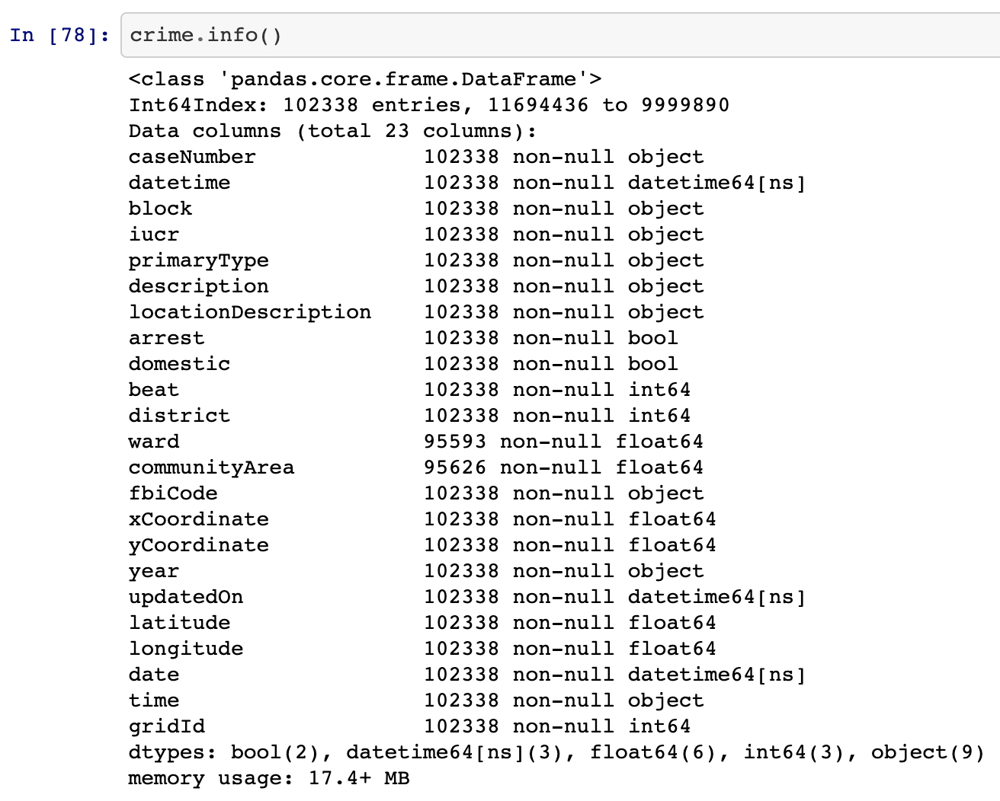 In [78]: crime.info()
<class 'pandas.core.frame.DataFrame'>
Int64Index: 102338 entries, 11694436 to 9999890
Data columns (total 23 columns):
caseNumber             102338 non-null object
datetime               102338 non-null datetime64[ns]
block                  102338 non-null object
iucr                   102338 non-null object
primaryType            102338 non-null object
description            102338 non-null object
locationDescription    102338 non-null object
arrest                 102338 non-null bool
domestic               102338 non-null bool
beat                   102338 non-null int64
district               102338 non-null int64
ward                   95593 non-null float64
communityArea          95626 non-null float64
fbiCode                102338 non-null object
xCoordinate            102338 non-null float64
yCoordinate            102338 non-null float64
year                   102338 non-null object
updatedOn              102338 non-null datetime64[ns]
latitude               102338 non-null float64
longitude              102338 non-null float64
date                   102338 non-null datetime64[ns]
time                   102338 non-null object
gridId                 102338 non-null int64
dtypes: bool(2), datetime64[ns](3), float64(6), int64(3), object(9)
memory usage: 17.4+ MB